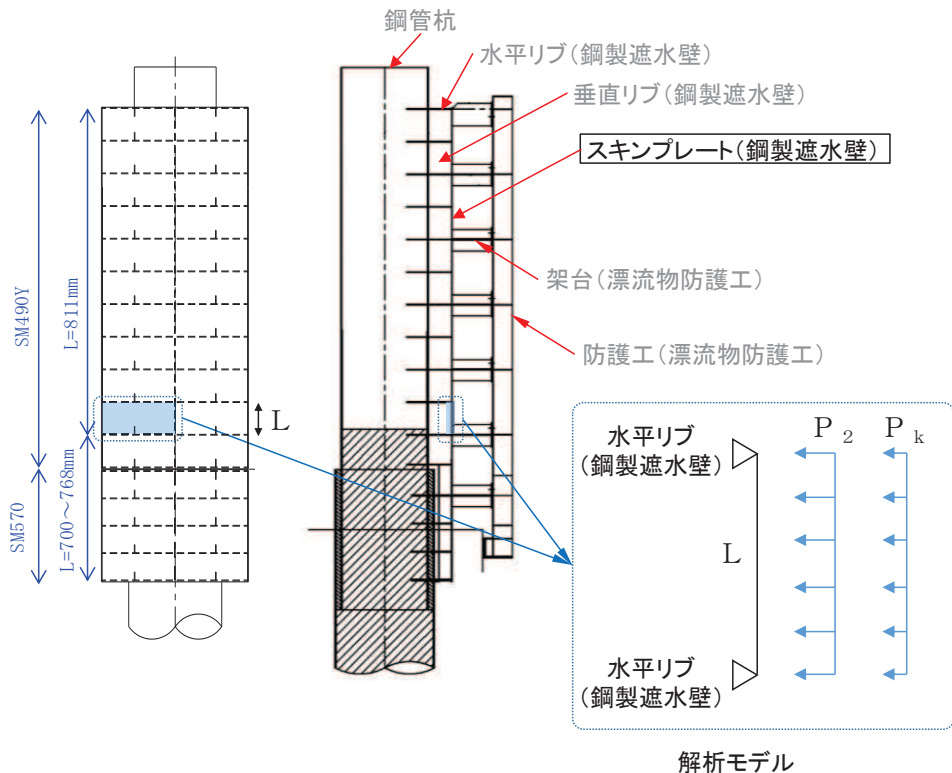 鋼管杭
水平リブ（鋼製遮水壁）
垂直リブ（鋼製遮水壁）
スキンプレート（鋼製遮水壁）
架台（漂流物防護工）
防護工（漂流物防護工）
SM490Y
L=811mm
L
SM570
L=700～768mm
水平リブ
（鋼製遮水壁）
P2 Pk
L
水平リブ
（鋼製遮水壁）
解析モデル